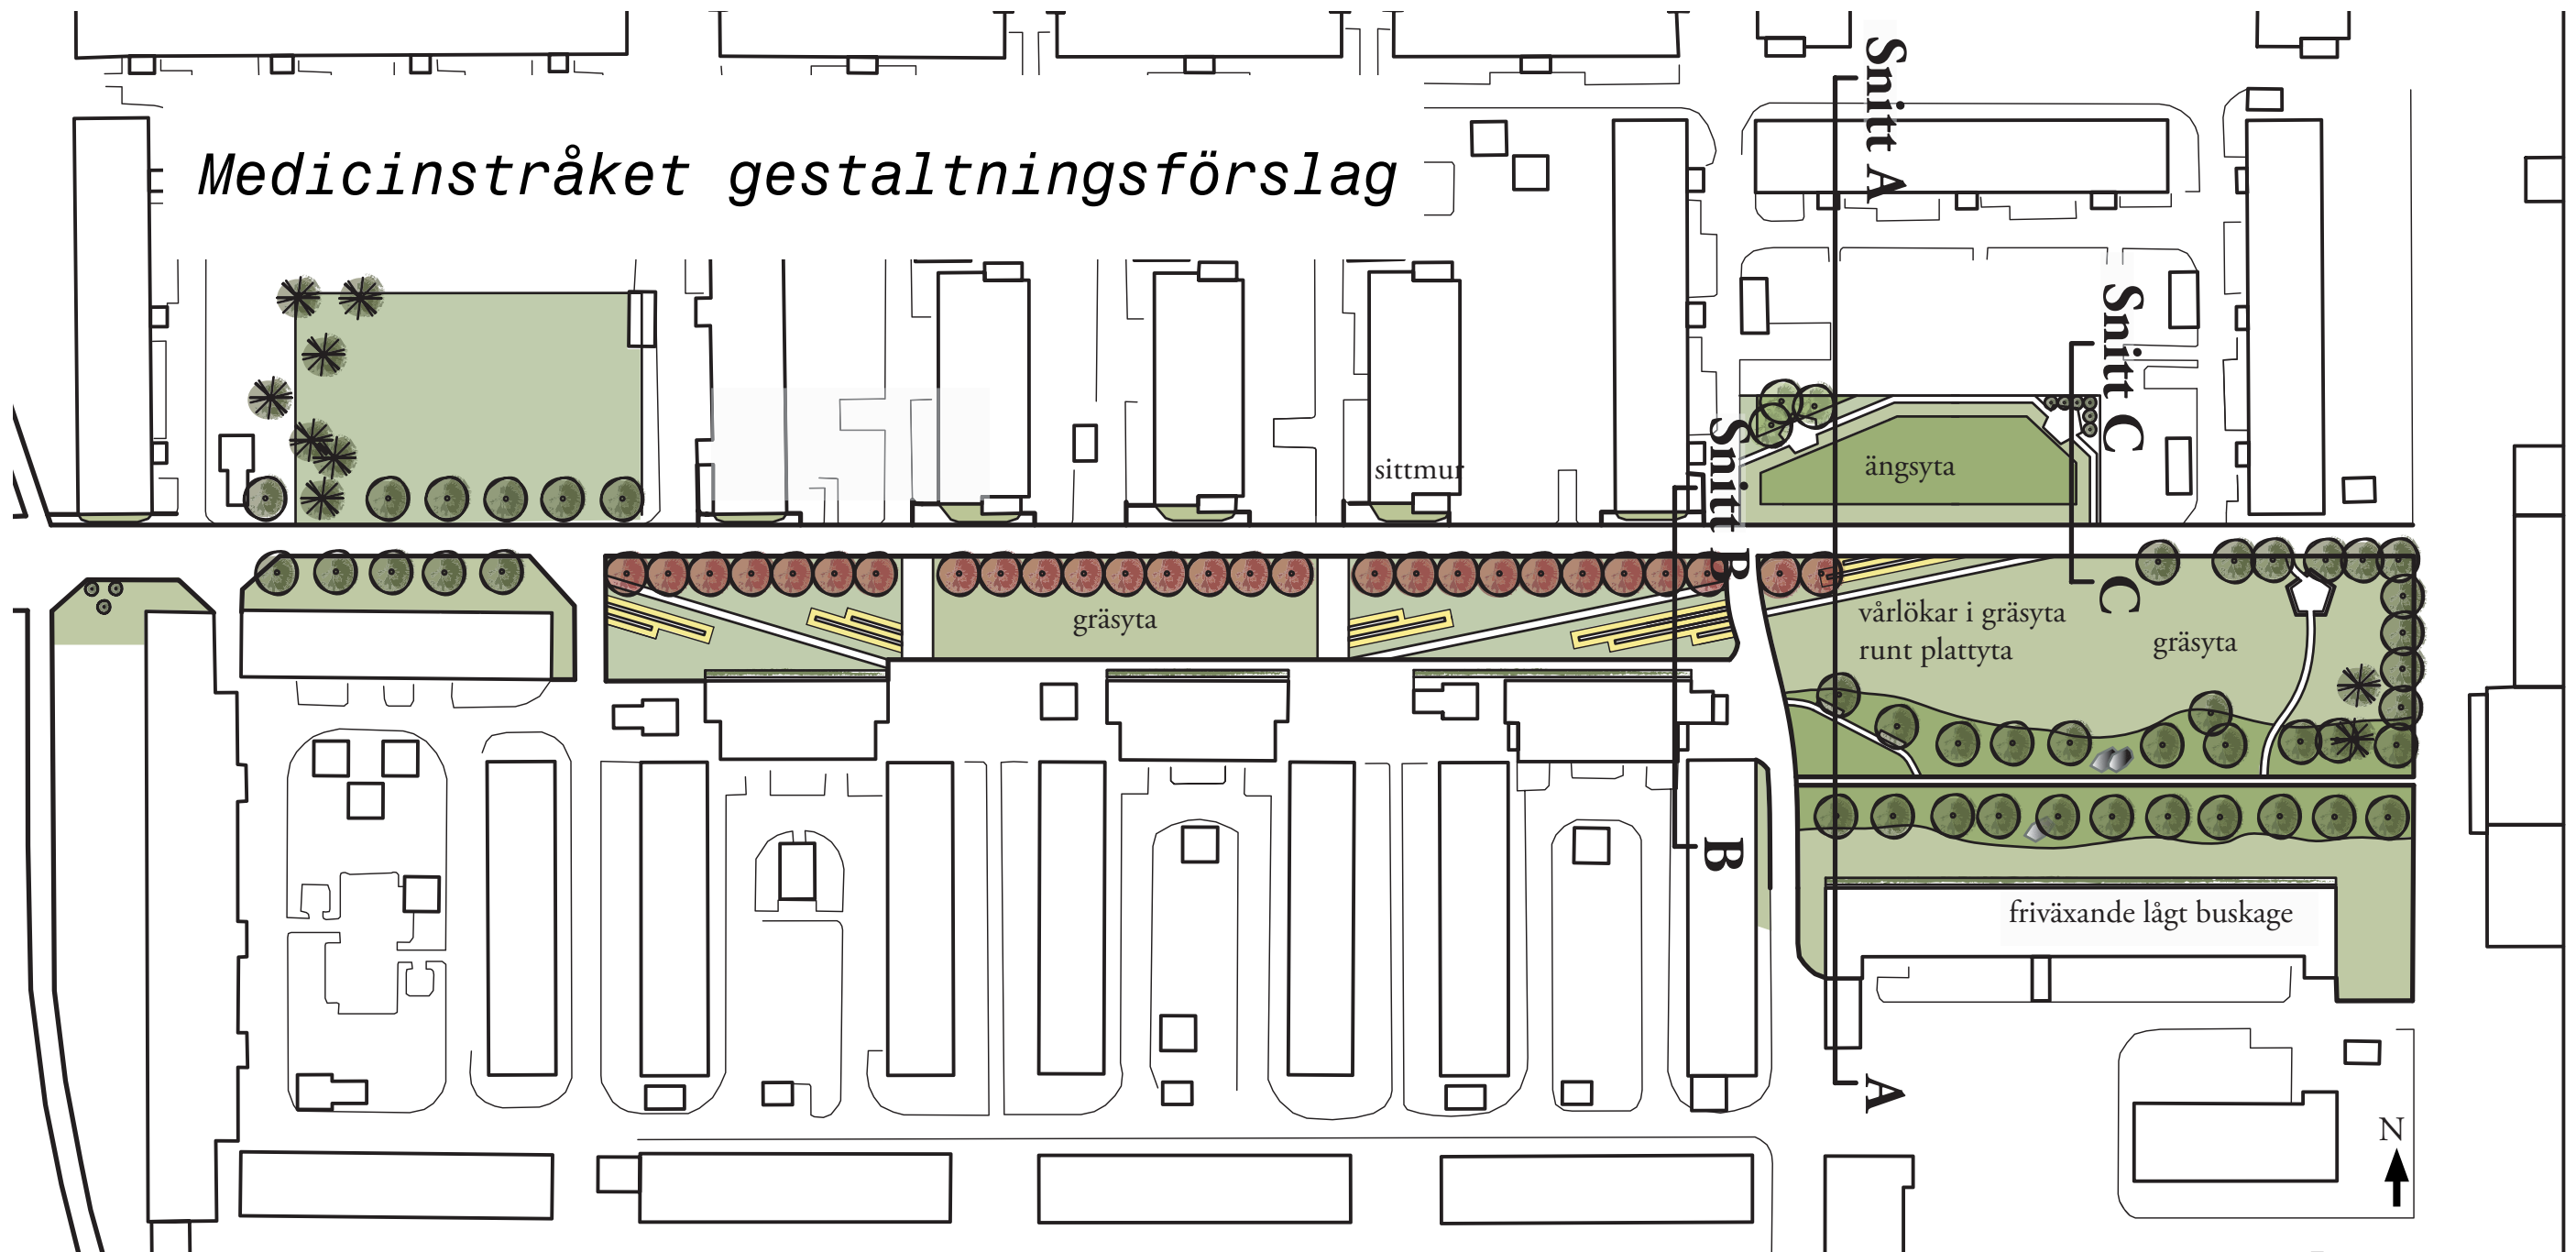 Medicinstråket gestaltningsförslag
Snitt A
Snitt C
Snitt B
sittmur
ängsyta
C
gräsyta
vårlökar i gräsyta
runt plattyta
gräsyta
B
friväxande lågt buskage
A
N